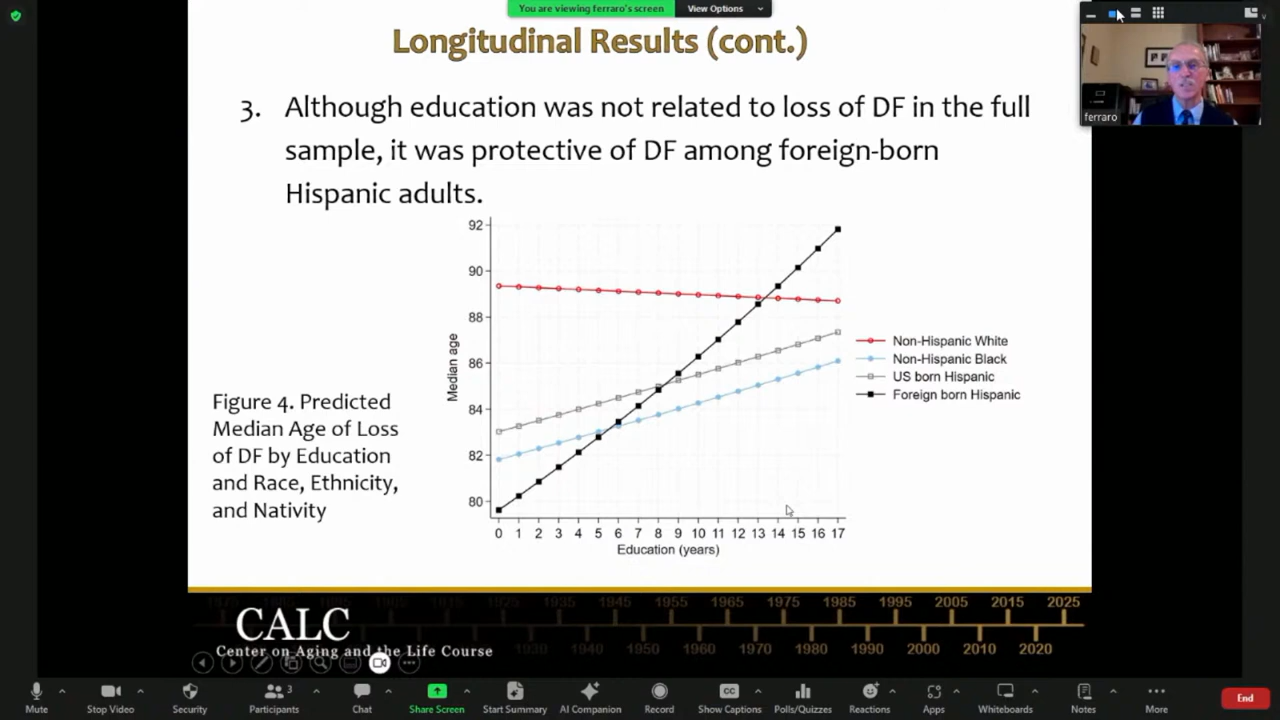 You are viewing ferraro's screen
View Options
Longitudinal Results (cont.)
ferraro
3. Although education was not related to loss of DF in the full
sample, it was protective of DF among foreign-born
Hispanic adults.
92
90
88
86
84
82
80
Median age
0 1 2 3 4 5 6 7 8 9 10 11 12 13 14 15 16 17
Education (years)
Non-Hispanic White
Non-Hispanic Black
US born Hispanic
Foreign born Hispanic
Figure 4. Predicted
Median Age of Loss
of DF by Education
and Race, Ethnicity,
and Nativity
1935 1945 1955 1965 1975 1985 1995 2005 2015 2025
CALC
Center on Aging and the Life Course
1930 1940 1950 1960 1970 1980 1990 2000 2010 2020
Mute
Stop Video
Security
Participants
3
Chat
Share Screen
Start Summary
AI Companion
Record
CC
Show Captions
Polls/Quizzes
Reactions
Apps
Whiteboards
Notes
More
End